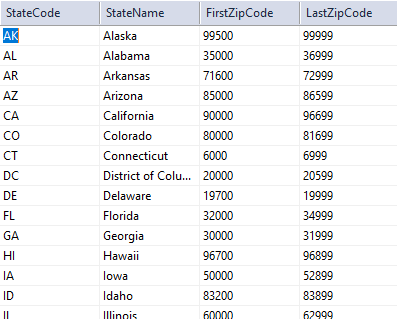 StateCode StateName FirstZipCode LastZipCode
AK Alaska 99500 99999
AL Alabama 35000 36999
AR Arkansas 71600 72999
AZ Arizona 85000 86599
CA California 90000 96699
CO Colorado 80000 81699
CT Connecticut 6000 6999
DC District of Colu... 20000 20599
DE Delaware 19700 19999
FL Florida 32000 34999
GA Georgia 30000 31999
HI Hawaii 96700 96899
IA Iowa 50000 52899
ID Idaho 83200 83899
IL Illinois 60000 62999